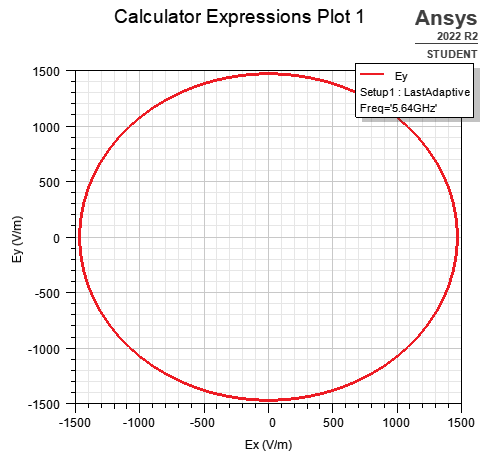 Calculator Expressions Plot 1
Ansys
2022 R2
STUDENT
Ey
Setup1 : LastAdaptive
Freq='5.64GHz'
1500
1000
500
0
-500
-1000
-1500
Ey (V/m)
-1500 -1000 -500 0 500 1000 1500
Ex (V/m)